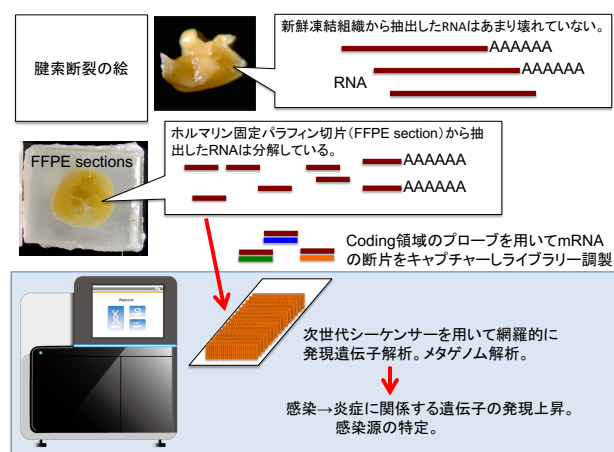 腱索断裂の絵
新鮮凍結組織から抽出したRNAはあまり壊れていない。
AAAAAA
AAAAAA
RNA
FFPE sections
ホルマリン固定パラフィン切片(FFPE section)から抽
出したRNAは分解している。
AAAAAA
AAAAAA
Coding領域のプローブを用いてmRNA
の断片をキャプチャーしライブラリー調製
Welcome
次世代シーケンサーを用いて網羅的に
発現遺伝子解析。メタゲノム解析。
感染→炎症に関係する遺伝子の発現上昇。
感染源の特定。